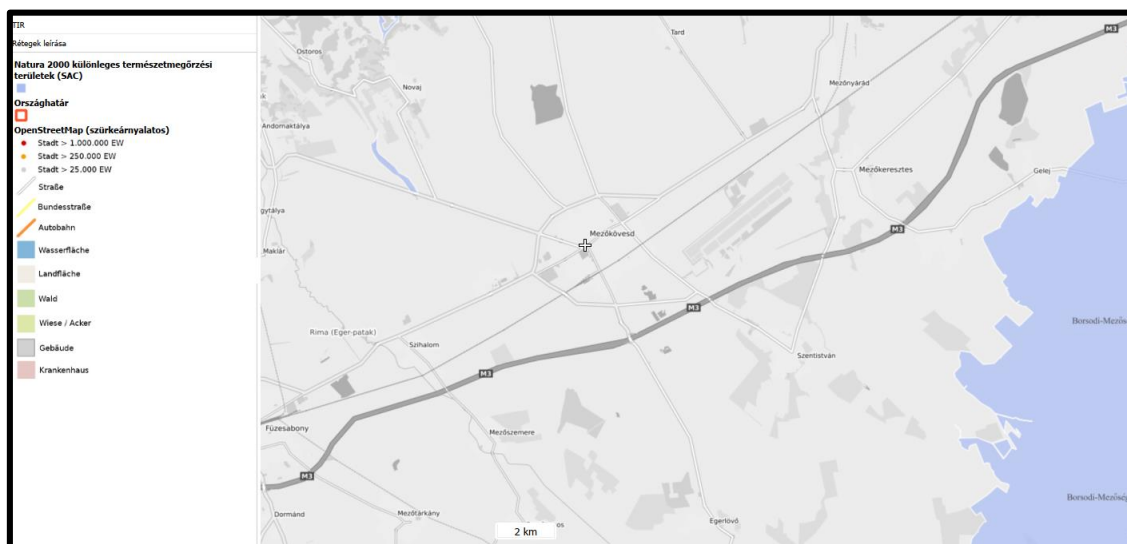 TIR
Rétegek leírása
Natura 2000 különleges természetmegőrzési
területek (SAC)
Országhatár
OpenStreetMap (szürkeárnyalatos)
Stadt > 1.000.000 EW
Stadt > 250.000 EW
Stadt > 25.000 EW
Straße
Bundesstraße
Autobahn
Wasserfläche
Landfläche
Wald
Wiese / Acker
Gebäude
Krankenhaus
Tard
M3
Ostoros
Novaj
Mezőnyárád
Andornaktálya
Mezőkeresztes
Gelej
gytálya
Mezőkövesd
M3
Maklár
M3
Borsodi-Mezős
Rima (Eger-patak)
Szihalom
Szentistván
M3
Füzesabony
Mezőszemere
M3
Borsodi-Mezőség
Dormánd
Mezőtárkány
Egerlövő
2 km